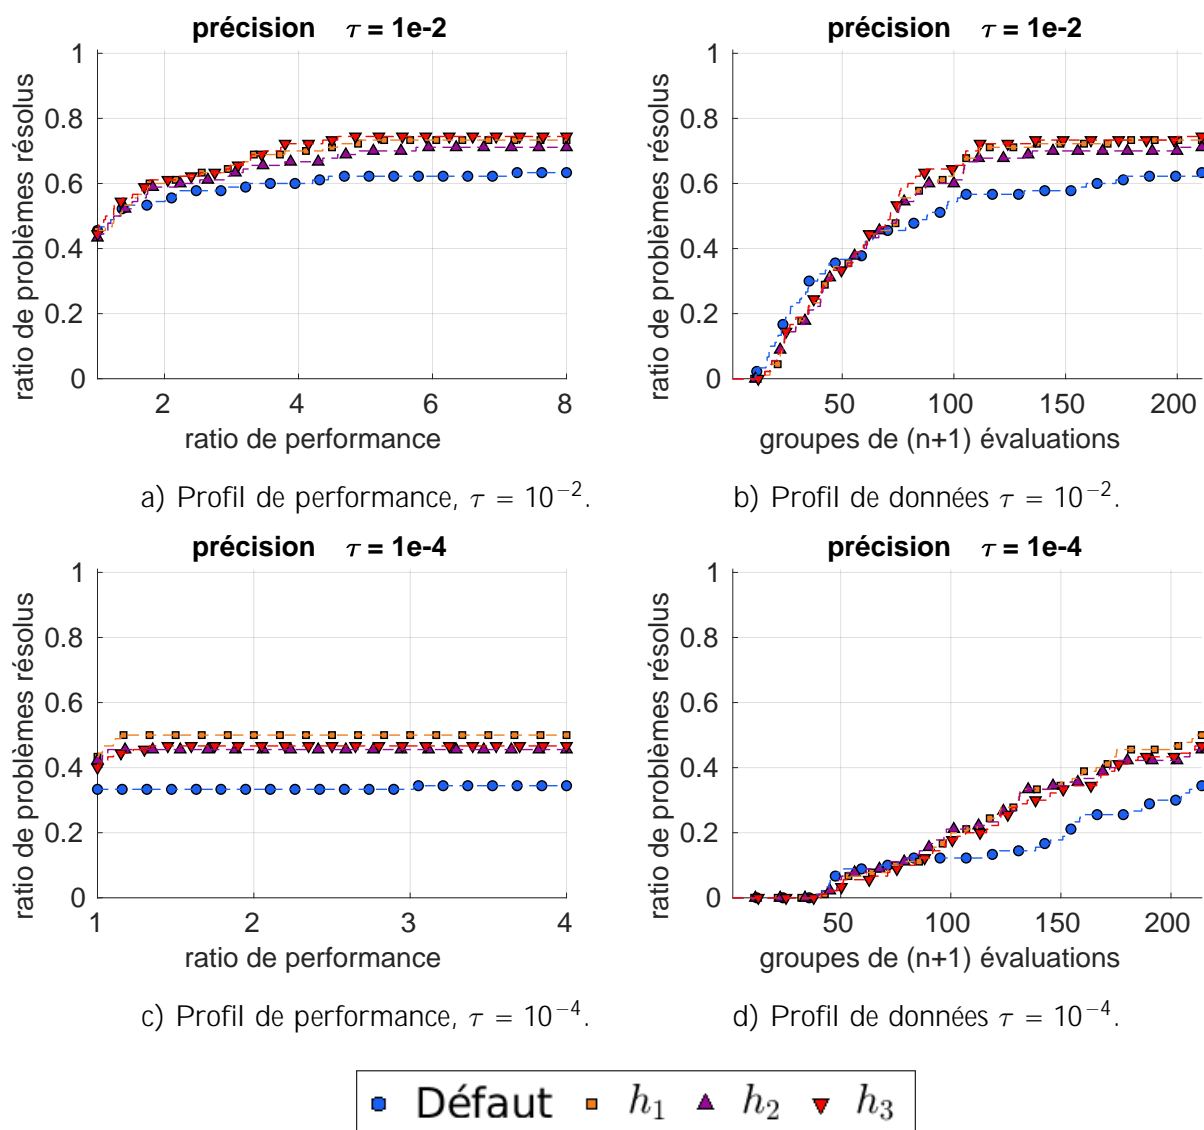 précision τ = 1e-2
ratio de problèmes résolus
1
0.8
0.6
0.4
0.2
0
2 4 6 8
ratio de performance
a) Profil de performance, τ = 10⁻².
précision τ = 1e-2
ratio de problèmes résolus
1
0.8
0.6
0.4
0.2
0
50 100 150 200
groupes de (n+1) évaluations
b) Profil de données τ = 10⁻².
précision τ = 1e-4
ratio de problèmes résolus
1
0.8
0.6
0.4
0.2
0
1 2 3 4
ratio de performance
c) Profil de performance, τ = 10⁻⁴.
précision τ = 1e-4
ratio de problèmes résolus
1
0.8
0.6
0.4
0.2
0
50 100 150 200
groupes de (n+1) évaluations
d) Profil de données τ = 10⁻⁴.
Défaut h₁ h₂ h₃